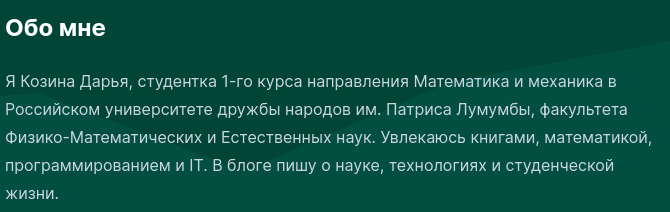 Обо мне
Я Козина Дарья, студентка 1-го курса направления Математика и механика в
Российском университете дружбы народов им. Патриса Лумумбы, факультета
Физико-Математических и Естественных наук. Увлекаюсь книгами, математикой,
программированием и IT. В блоге пишу о науке, технологиях и студенческой
жизни.